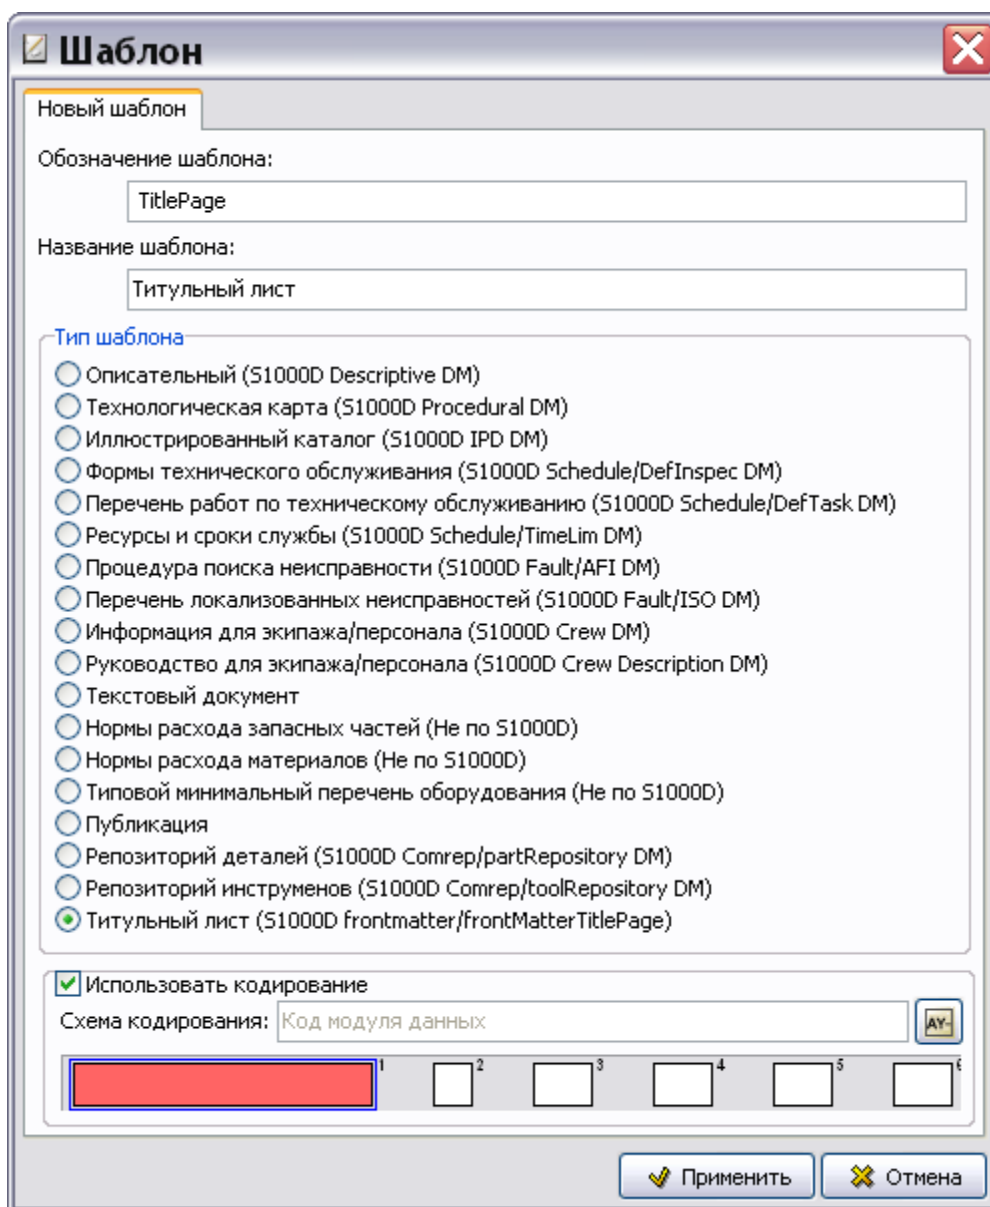 Шаблон
Новый шаблон
Обозначение шаблона:
TitlePage
Название шаблона:
Титульный лист
Тип шаблона
Описательный (S1000D Descriptive DM)
Технологическая карта (S1000D Procedural DM)
Иллюстрированный каталог (S1000D IPD DM)
Формы технического обслуживания (S1000D Schedule/DefInspec DM)
Перечень работ по техническому обслуживанию (S1000D Schedule/DefTask DM)
Ресурсы и сроки службы (S1000D Schedule/TimeLim DM)
Процедура поиска неисправности (S1000D Fault/AFI DM)
Перечень локализованных неисправностей (S1000D Fault/ISO DM)
Информация для экипажа/персонала (S1000D Crew DM)
Руководство для экипажа/персонала (S1000D Crew Description DM)
Текстовый документ
Нормы расхода запасных частей (Не по S1000D)
Нормы расхода материалов (Не по S1000D)
Типовой минимальный перечень оборудования (Не по S1000D)
Публикация
Репозиторий деталей (S1000D Comrep/partRepository DM)
Репозиторий инструменов (S1000D Comrep/toolRepository DM)
Титульный лист (S1000D frontmatter/frontMatterTitlePage)
Использовать кодирование
Схема кодирования: Код модуля данных AY-
1 2 3 4 5 6
Применить Отмена